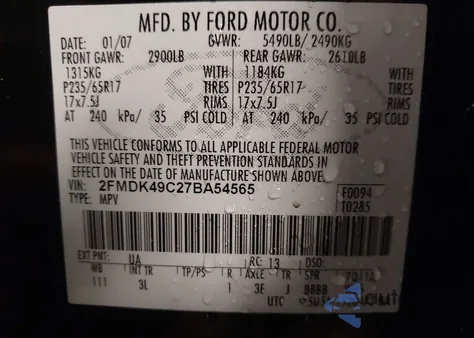 MFD. BY FORD MOTOR CO.
DATE: 01/07 GVWR: 5490LB/ 2490KG
FRONT GAWR: 2900LB REAR GAWR: 2610LB
1315KG WITH 1184KG WITH
P235/65R17 TIRES P235/65R17 TIRES
17x7.5J RIMS 17x7.5J RIMS
AT 240 kPa/ 35 PSI COLD AT 240 kPa/ 35 PSI COLD
THIS VEHICLE CONFORMS TO ALL APPLICABLE FEDERAL MOTOR
VEHICLE SAFETY AND THEFT PREVENTION STANDARDS IN
EFFECT ON THE DATE OF MANUFACTURE SHOWN ABOVE.
VIN: 2FMDK49C27BA54565 F0094
TYPE: MPV T0285
EXT PNT: UA RC: 13 DSO:
WB INT TR TP/PS R AXLE TR SPR
111 3L 1 3E J BBBB
UTC